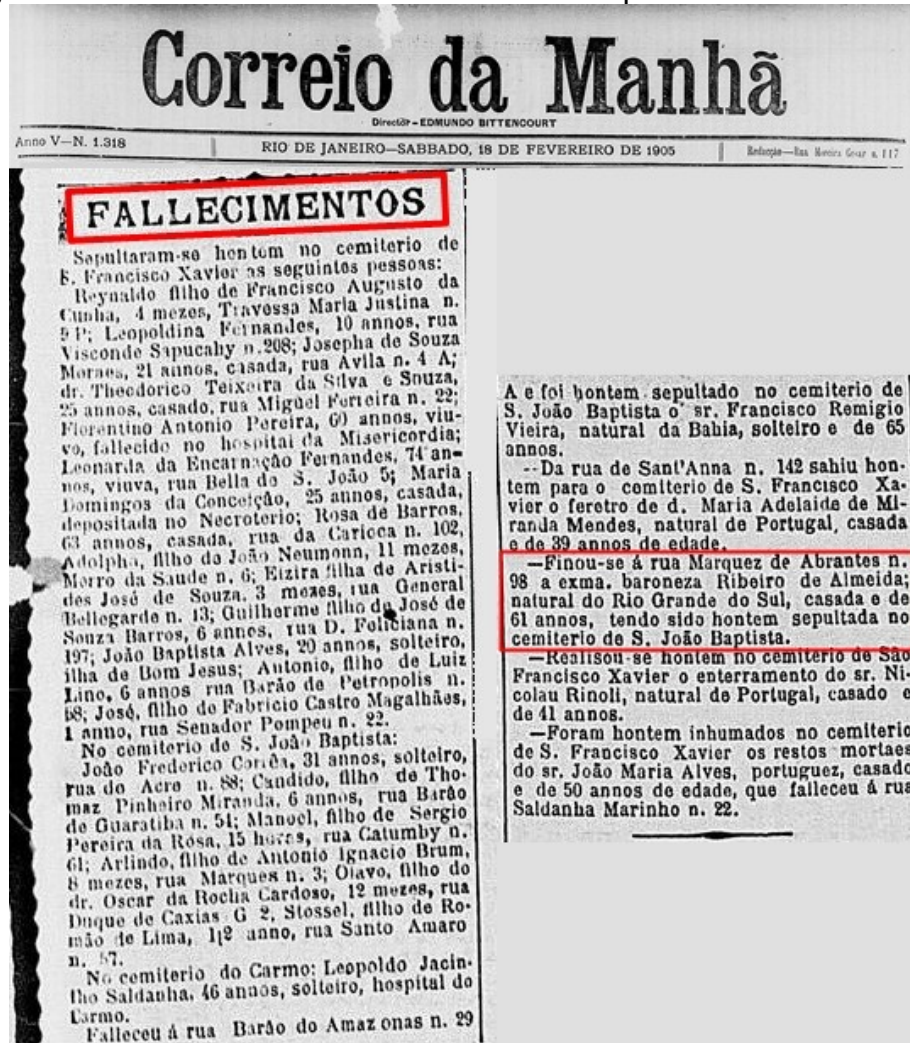 Correio da Manhã
Director-EDMUNDO BITTENCOURT
Anno V—N. 1.318
RIO DE JANEIRO—SABBADO, 18 DE FEVEREIRO DE 1905
Redacção—Rua Moreira Cesar n. 117
FALLECIMENTOS
Sepultaram-se hontem no cemiterio de
S. Francisco Xavier as seguintes pessoas:
Reynaldo filho de Francisco Augusto da
Cunha, 4 mezes, Travessa Maria Justina n.
9 P; Leopoldina Fernandes, 10 annos, rua
Visconde Sapucahy n.208; Josepha de Souza
Moraes, 21 annos, casada, rua Avila n. 4 A;
dr. Theodorico Teixeira da Silva e Souza,
25 annos, casado, rua Miguel Ferreira n. 22;
Florentino Antonio Pereira, 60 annos, viu-
vo, fallecido no hospital da Misericordia;
Leonarda da Encarnação Fernandes, 74 an-
nos, viuva, rua Bella de S. João 5; Maria
Domingos da Conceição, 25 annos, casada,
depositada no Necroterio; Rosa de Barros,
63 annos, casada, rua da Carioca n. 102,
Adolpho, filho de João Neumonn, 11 mezes,
Morro da Saude n. 6; Elzira filha de Aristi-
des José de Souza, 3 mezes, rua General
Bellegarde n. 13; Guilherme filho de José de
Souza Barros, 6 annos, rua D. Feliciana n.
197; João Baptista Alves, 20 annos, solteiro,
ilha de Bom Jesus; Antonio, filho de Luiz
Lino, 6 annos rua Barão de Petropolis n.
58; José, filho de Fabricio Castro Magalhães,
1 anno, rua Senador Pompeu n. 22.
No cemiterio de S. João Baptista:
João Frederico Corrêa, 31 annos, solteiro,
rua do Acre n. 88; Candido, filho de Tho-
maz Pinheiro Miranda, 6 annos, rua Barão
de Guaratiba n. 54; Manoel, filho de Sergio
Pereira da Rosa, 15 horas, rua Catumby n.
61; Arlindo, filho de Antonio Ignacio Brum,
8 mezes, rua Marques n. 3; Olavo, filho do
dr. Oscar da Rocha Cardoso, 12 mezes, rua
Duque de Caxias G 2, Stossel, filho de Ro-
mão de Lima, 1|2 anno, rua Santo Amaro
n. 57.
No cemiterio do Carmo: Leopoldo Jacin-
tho Saldanha, 46 annos, solteiro, hospital do
Carmo.
Falleceu á rua Barão do Amazonas n. 29
A e foi hontem sepultado no cemiterio de
S. João Baptista o sr. Francisco Remigio
Vieira, natural da Bahia, solteiro e de 65
annos.
—Da rua de Sant'Anna n. 142 sahiu hon-
tem para o cemiterio de S. Francisco Xa-
vier o feretro de d. Maria Adelaide de Mi-
randa Mendes, natural de Portugal, casada
e de 39 annos de edade.
—Finou-se á rua Marquez de Abrantes n.
98 a exma. baroneza Ribeiro de Almeida;
natural do Rio Grande do Sul, casada e de
61 annos, tendo sido hontem sepultada no
cemiterio de S. João Baptista.
—Realisou-se hontem no cemiterio de São
Francisco Xavier o enterramento do sr. Ni-
colau Rinoli, natural de Portugal, casado e
de 41 annos.
—Foram hontem inhumados no cemiterio
de S. Francisco Xavier os restos mortaes
do sr. João Maria Alves, portuguez, casado
e de 50 annos de edade, que falleceu á rua
Saldanha Marinho n. 22.